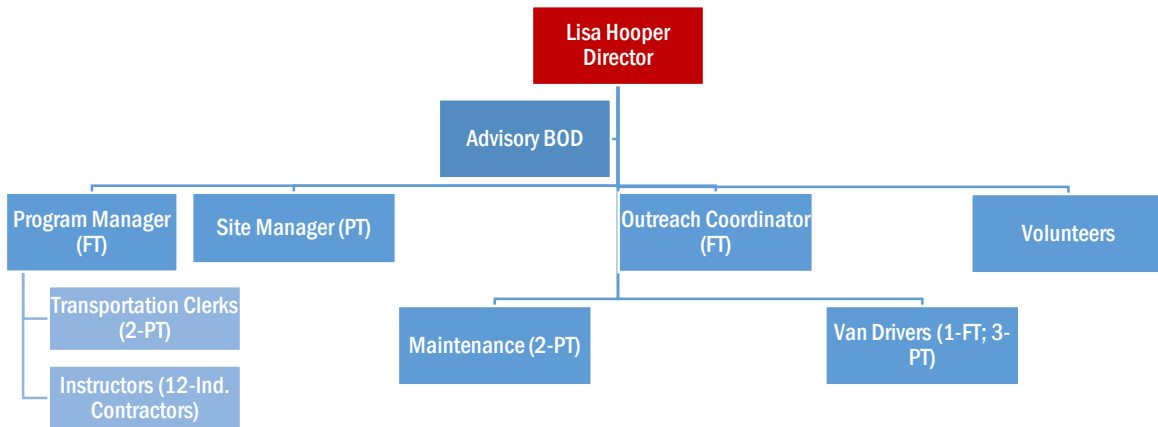 Lisa Hooper
Director
Advisory BOD
Program Manager
(FT)
Site Manager (PT)
Outreach Coordinator
(FT)
Volunteers
Transportation Clerks
(2-PT)
Instructors (12-Ind.
Contractors)
Maintenance (2-PT)
Van Drivers (1-FT; 3-
PT)